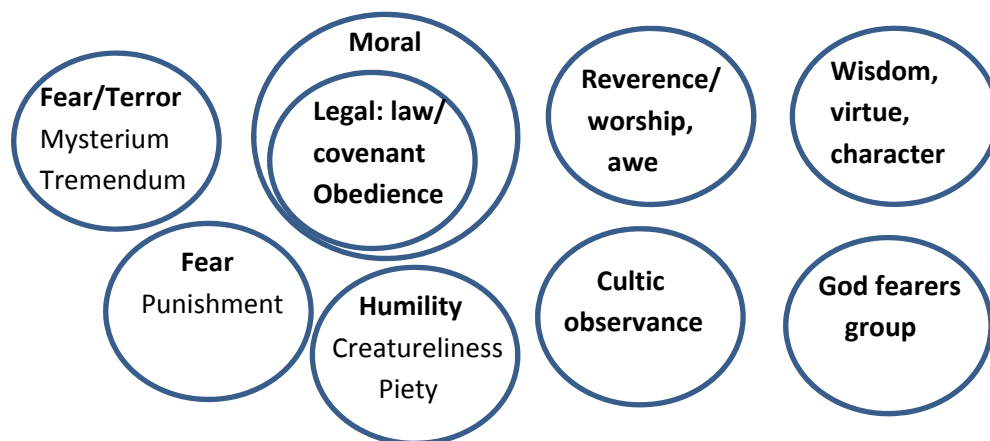 Fear/Terror
Mysterium
Tremendum
Moral
Legal: law/
covenant
Obedience
Reverence/
worship,
awe
Wisdom,
virtue,
character
Fear
Punishment
Humility
Creatureliness
Piety
Cultic
observance
God fearers
group